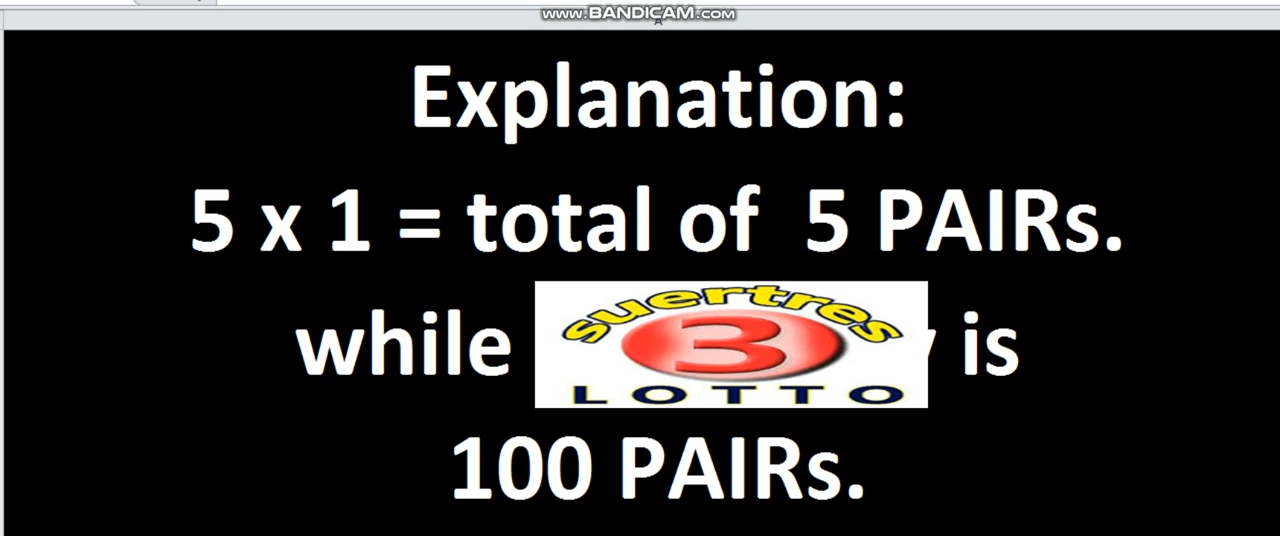 www.BANDICAM.com
A
Explanation:
5 x 1 = total of 5 PAIRs.
while suertres 3 LOTTO is
100 PAIRs.